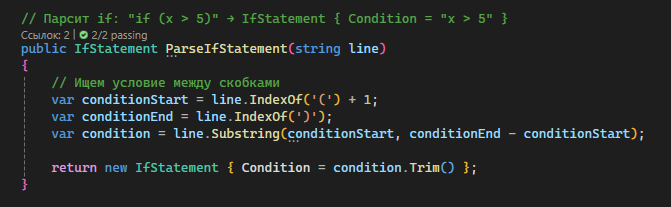 // Парсит if: "if (x > 5)" → IfStatement { Condition = "x > 5" }
Ссылок: 2 | 2/2 passing
public IfStatement ParseIfStatement(string line)
{
// Ищем условие между скобками
var conditionStart = line.IndexOf('(') + 1;
var conditionEnd = line.IndexOf(')');
var condition = line.Substring(conditionStart, conditionEnd - conditionStart);
return new IfStatement { Condition = condition.Trim() };
}